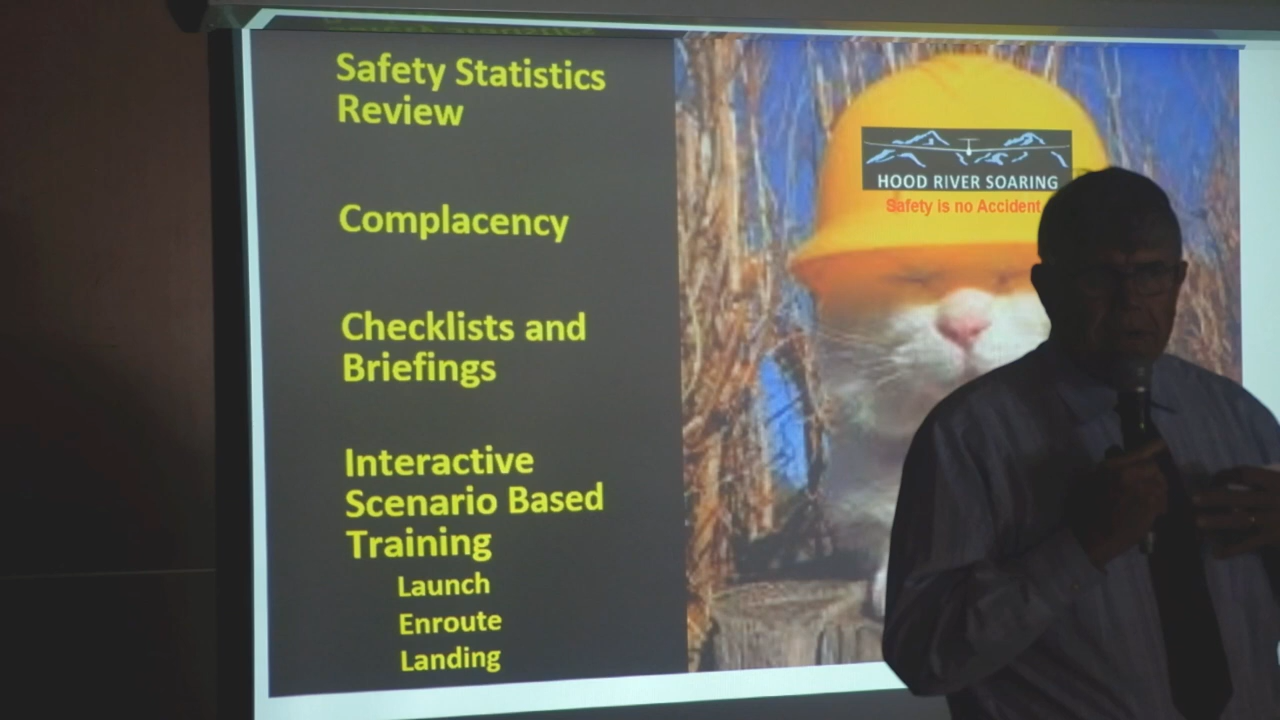 Safety Statistics
Review
Complacency
Checklists and
Briefings
Interactive
Scenario Based
Training
Launch
Enroute
Landing
HOOD RIVER SOARING
Safety is no Accident